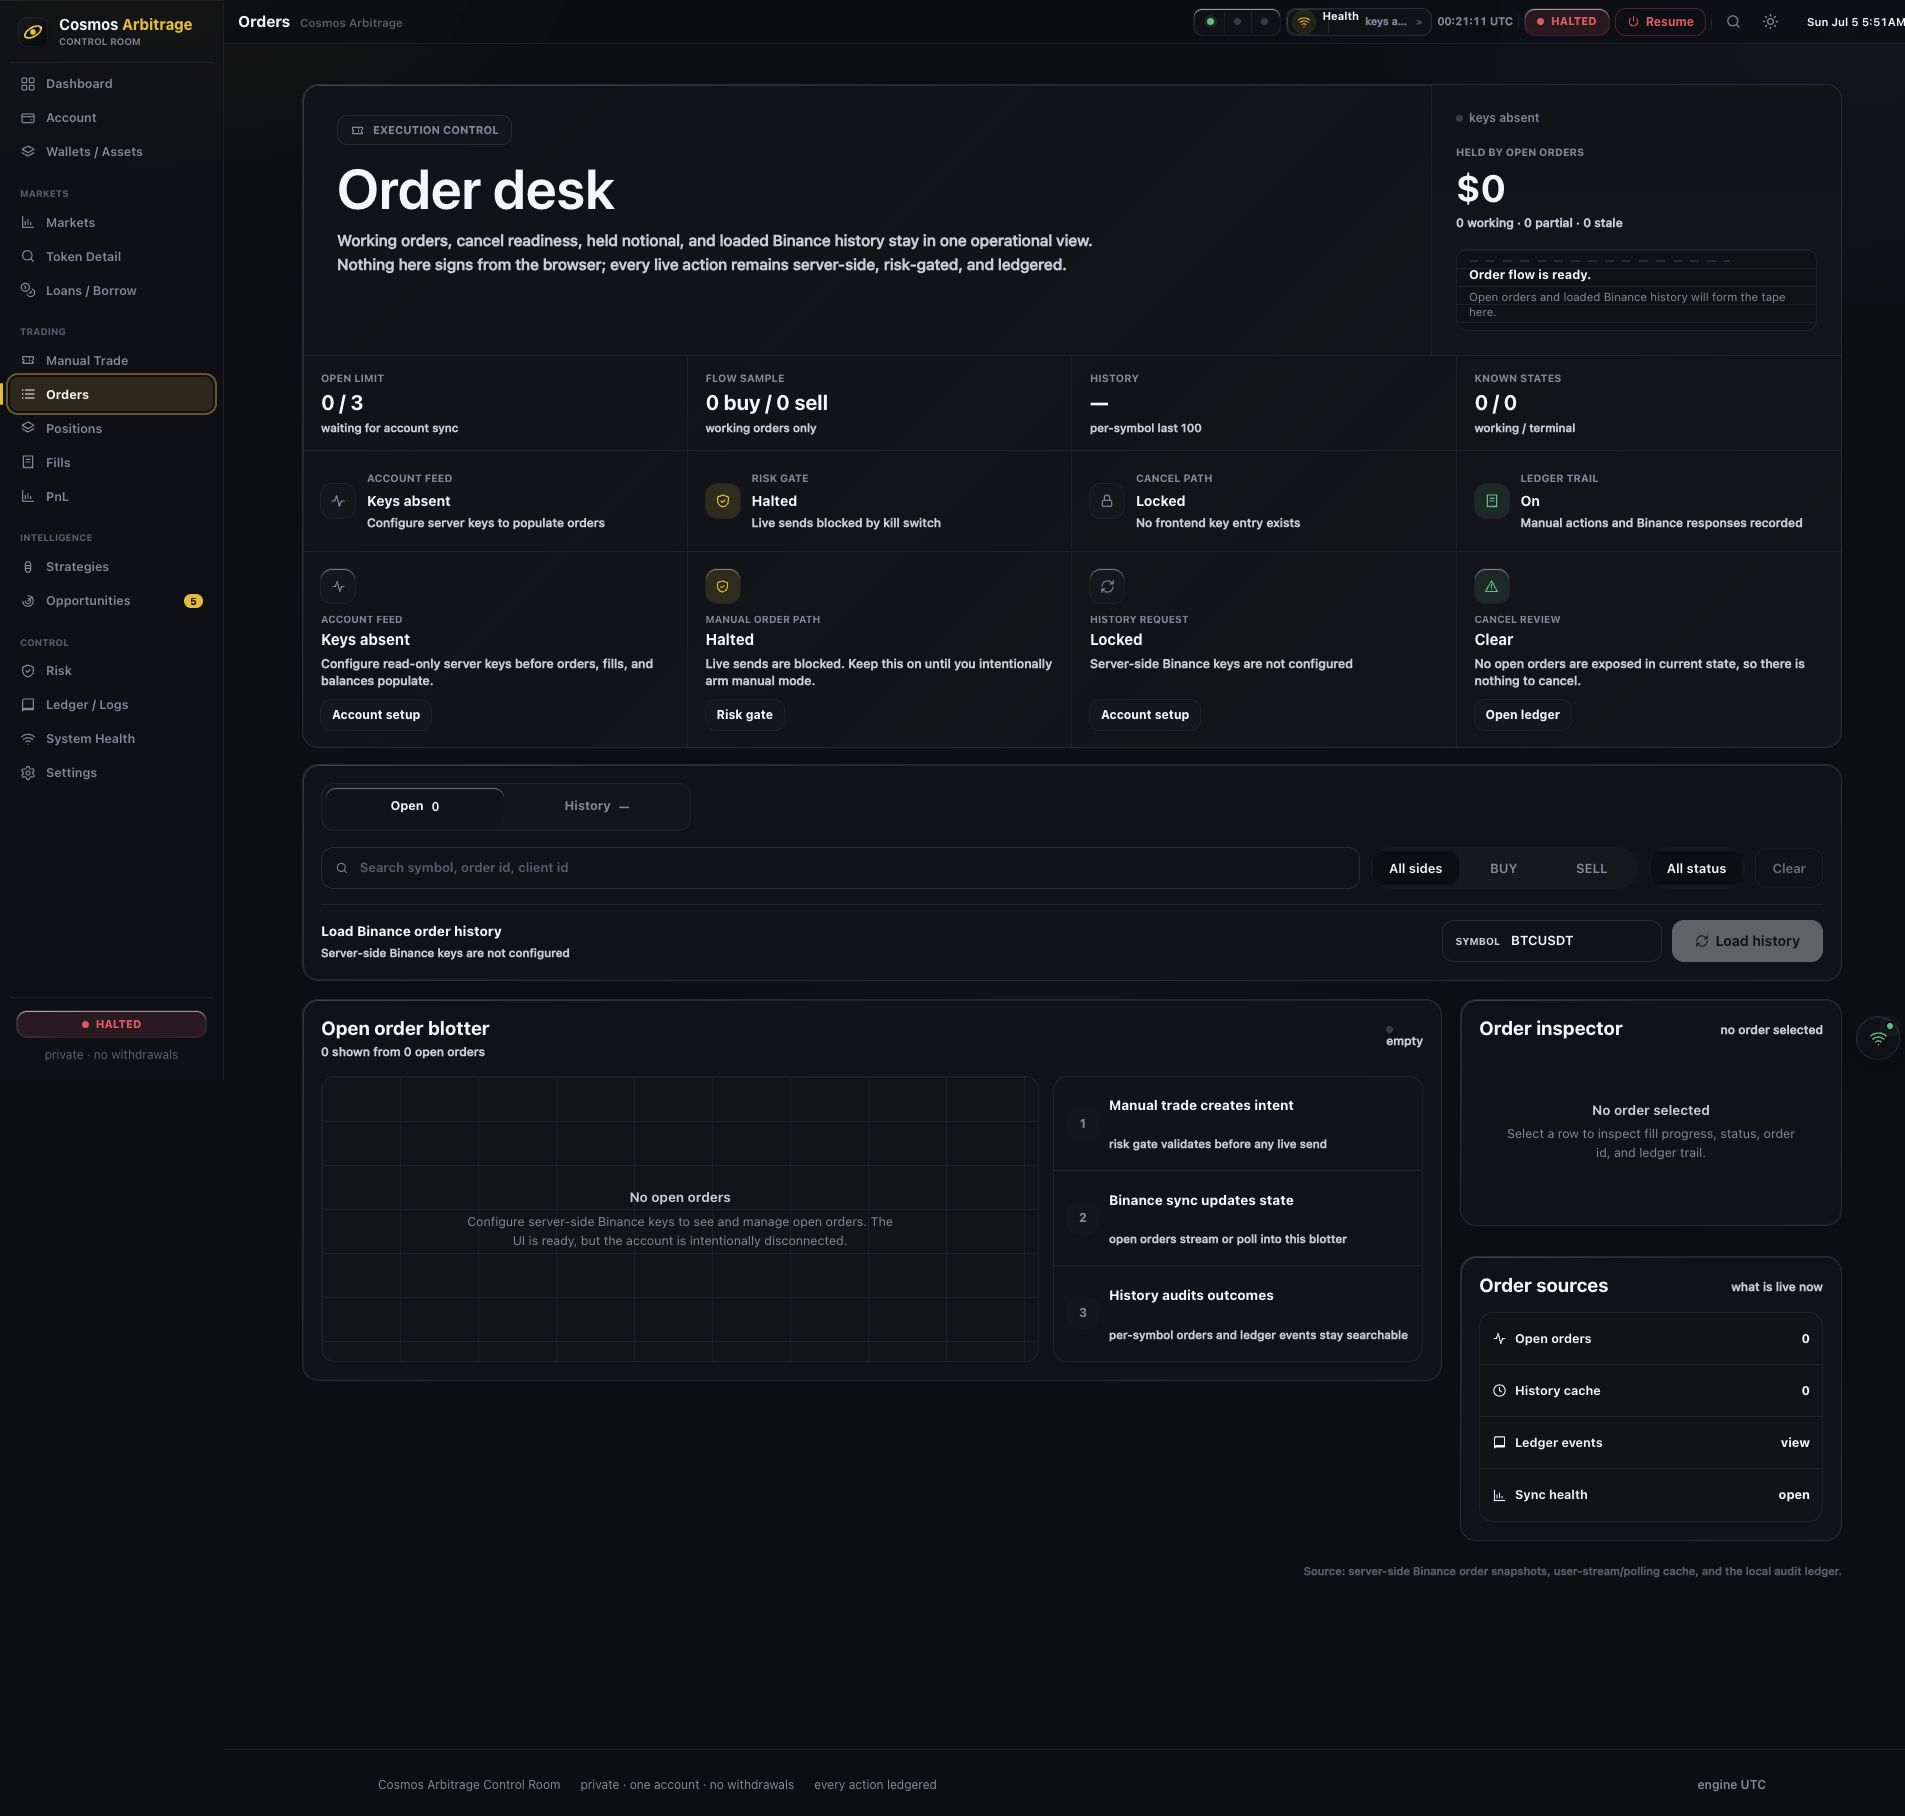 Cosmos Arbitrage
CONTROL ROOM
Dashboard
Account
Wallets / Assets
MARKETS
Markets
Token Detail
Loans / Borrow
TRADING
Manual Trade
Orders
Positions
Fills
PnL
INTELLIGENCE
Strategies
Opportunities 5
CONTROL
Risk
Ledger / Logs
System Health
Settings
HALTED
private · no withdrawals
Orders Cosmos Arbitrage
Health keys a... > 00:21:11 UTC HALTED Resume Sun Jul 5 5:51AM
EXECUTION CONTROL
Order desk
Working orders, cancel readiness, held notional, and loaded Binance history stay in one operational view.
Nothing here signs from the browser; every live action remains server-side, risk-gated, and ledgered.
keys absent
HELD BY OPEN ORDERS
$0
0 working · 0 partial · 0 stale
Order flow is ready.
Open orders and loaded Binance history will form the tape
here.
OPEN LIMIT
0 / 3
waiting for account sync
FLOW SAMPLE
0 buy / 0 sell
working orders only
HISTORY
—
per-symbol last 100
KNOWN STATES
0 / 0
working / terminal
ACCOUNT FEED
Keys absent
Configure server keys to populate orders
RISK GATE
Halted
Live sends blocked by kill switch
CANCEL PATH
Locked
No frontend key entry exists
LEDGER TRAIL
On
Manual actions and Binance responses recorded
ACCOUNT FEED
Keys absent
Configure read-only server keys before orders, fills, and
balances populate.
Account setup
MANUAL ORDER PATH
Halted
Live sends are blocked. Keep this on until you intentionally
arm manual mode.
Risk gate
HISTORY REQUEST
Locked
Server-side Binance keys are not configured
Account setup
CANCEL REVIEW
Clear
No open orders are exposed in current state, so there is
nothing to cancel.
Open ledger
Open 0 History —
Search symbol, order id, client id
All sides BUY SELL All status Clear
Load Binance order history
Server-side Binance keys are not configured
SYMBOL BTCUSDT Load history
Open order blotter
0 shown from 0 open orders
empty
No open orders
Configure server-side Binance keys to see and manage open orders. The
UI is ready, but the account is intentionally disconnected.
1
Manual trade creates intent
risk gate validates before any live send
2
Binance sync updates state
open orders stream or poll into this blotter
3
History audits outcomes
per-symbol orders and ledger events stay searchable
Order inspector no order selected
No order selected
Select a row to inspect fill progress, status, order
id, and ledger trail.
Order sources what is live now
Open orders 0
History cache 0
Ledger events view
Sync health open
Source: server-side Binance order snapshots, user-stream/polling cache, and the local audit ledger.
Cosmos Arbitrage Control Room private · one account · no withdrawals every action ledgered engine UTC